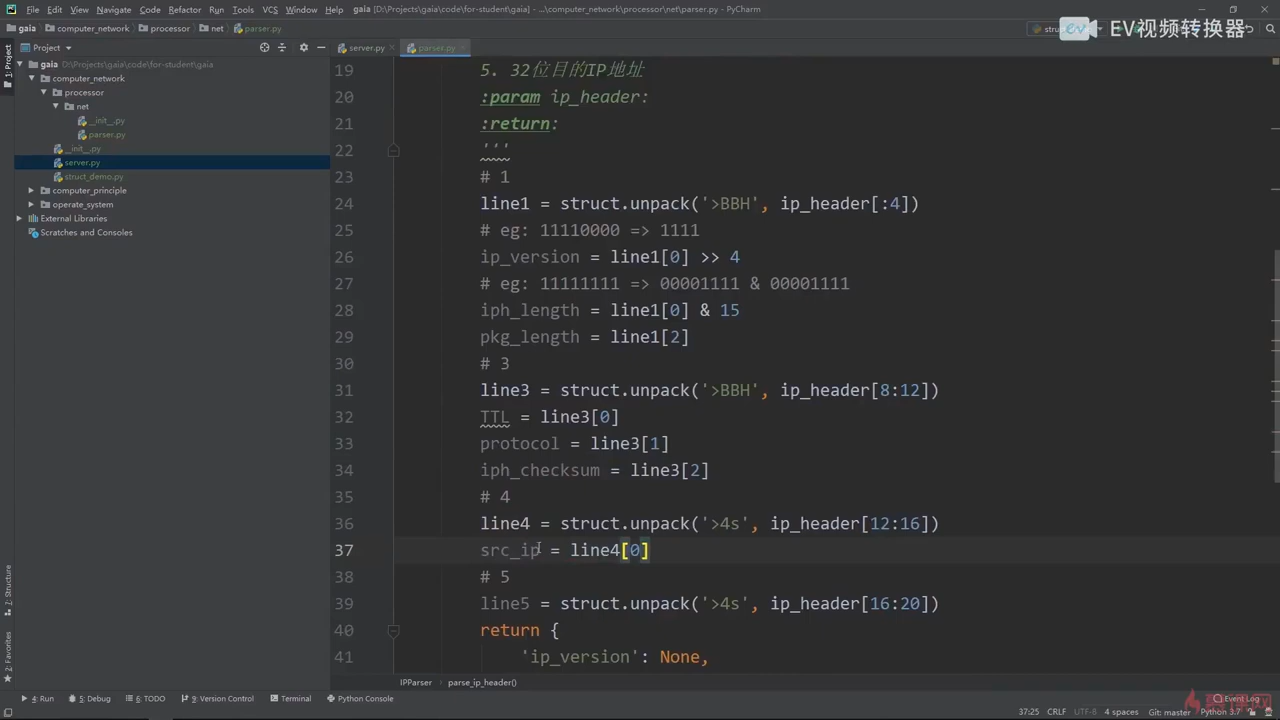 File Edit View Navigate Code Refactor Run Tools VCS Window Help gaia [D:\Projects\gaia\code\for-student\gaia] - ...\computer_network\processor\net\parser.py - PyCharm
gaia computer_network processor net parser.py
EV视频转换器
Project
server.py parser.py
gaia D:\Projects\gaia\code\for-student\gaia
computer_network
processor
net
__init__.py
parser.py
__init__.py
server.py
struct_demo.py
computer_principle
operate_system
External Libraries
Scratches and Consoles
1: Project
7: Structure
2: Favorites
19 5. 32位目的IP地址
20 :param ip_header:
21 :return:
22 '''
23 # 1
24 line1 = struct.unpack('>BBH', ip_header[:4])
25 # eg: 11110000 => 1111
26 ip_version = line1[0] >> 4
27 # eg: 11111111 => 00001111 & 00001111
28 iph_length = line1[0] & 15
29 pkg_length = line1[2]
30 # 3
31 line3 = struct.unpack('>BBH', ip_header[8:12])
32 TTL = line3[0]
33 protocol = line3[1]
34 iph_checksum = line3[2]
35 # 4
36 line4 = struct.unpack('>4s', ip_header[12:16])
37 src_ip = line4[0]
38 # 5
39 line5 = struct.unpack('>4s', ip_header[16:20])
40 return {
41 'ip_version': None,
IPParser parse_ip_header()
4: Run 5: Debug 6: TODO 9: Version Control Terminal Python Console Event Log
37:25 CRLF UTF-8 4 spaces Git: master Python 3.7